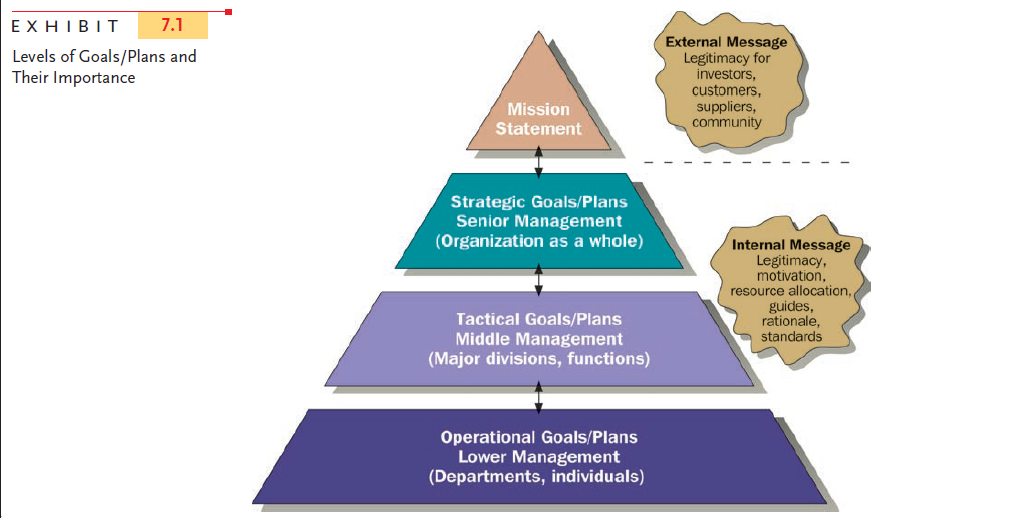 EXHIBIT 7.1
Levels of Goals/Plans and
Their Importance
Mission
Statement
External Message
Legitimacy for
investors,
customers,
suppliers,
community
Strategic Goals/Plans
Senior Management
(Organization as a whole)
Internal Message
Legitimacy,
motivation,
resource allocation,
guides,
rationale,
standards
Tactical Goals/Plans
Middle Management
(Major divisions, functions)
Operational Goals/Plans
Lower Management
(Departments, individuals)